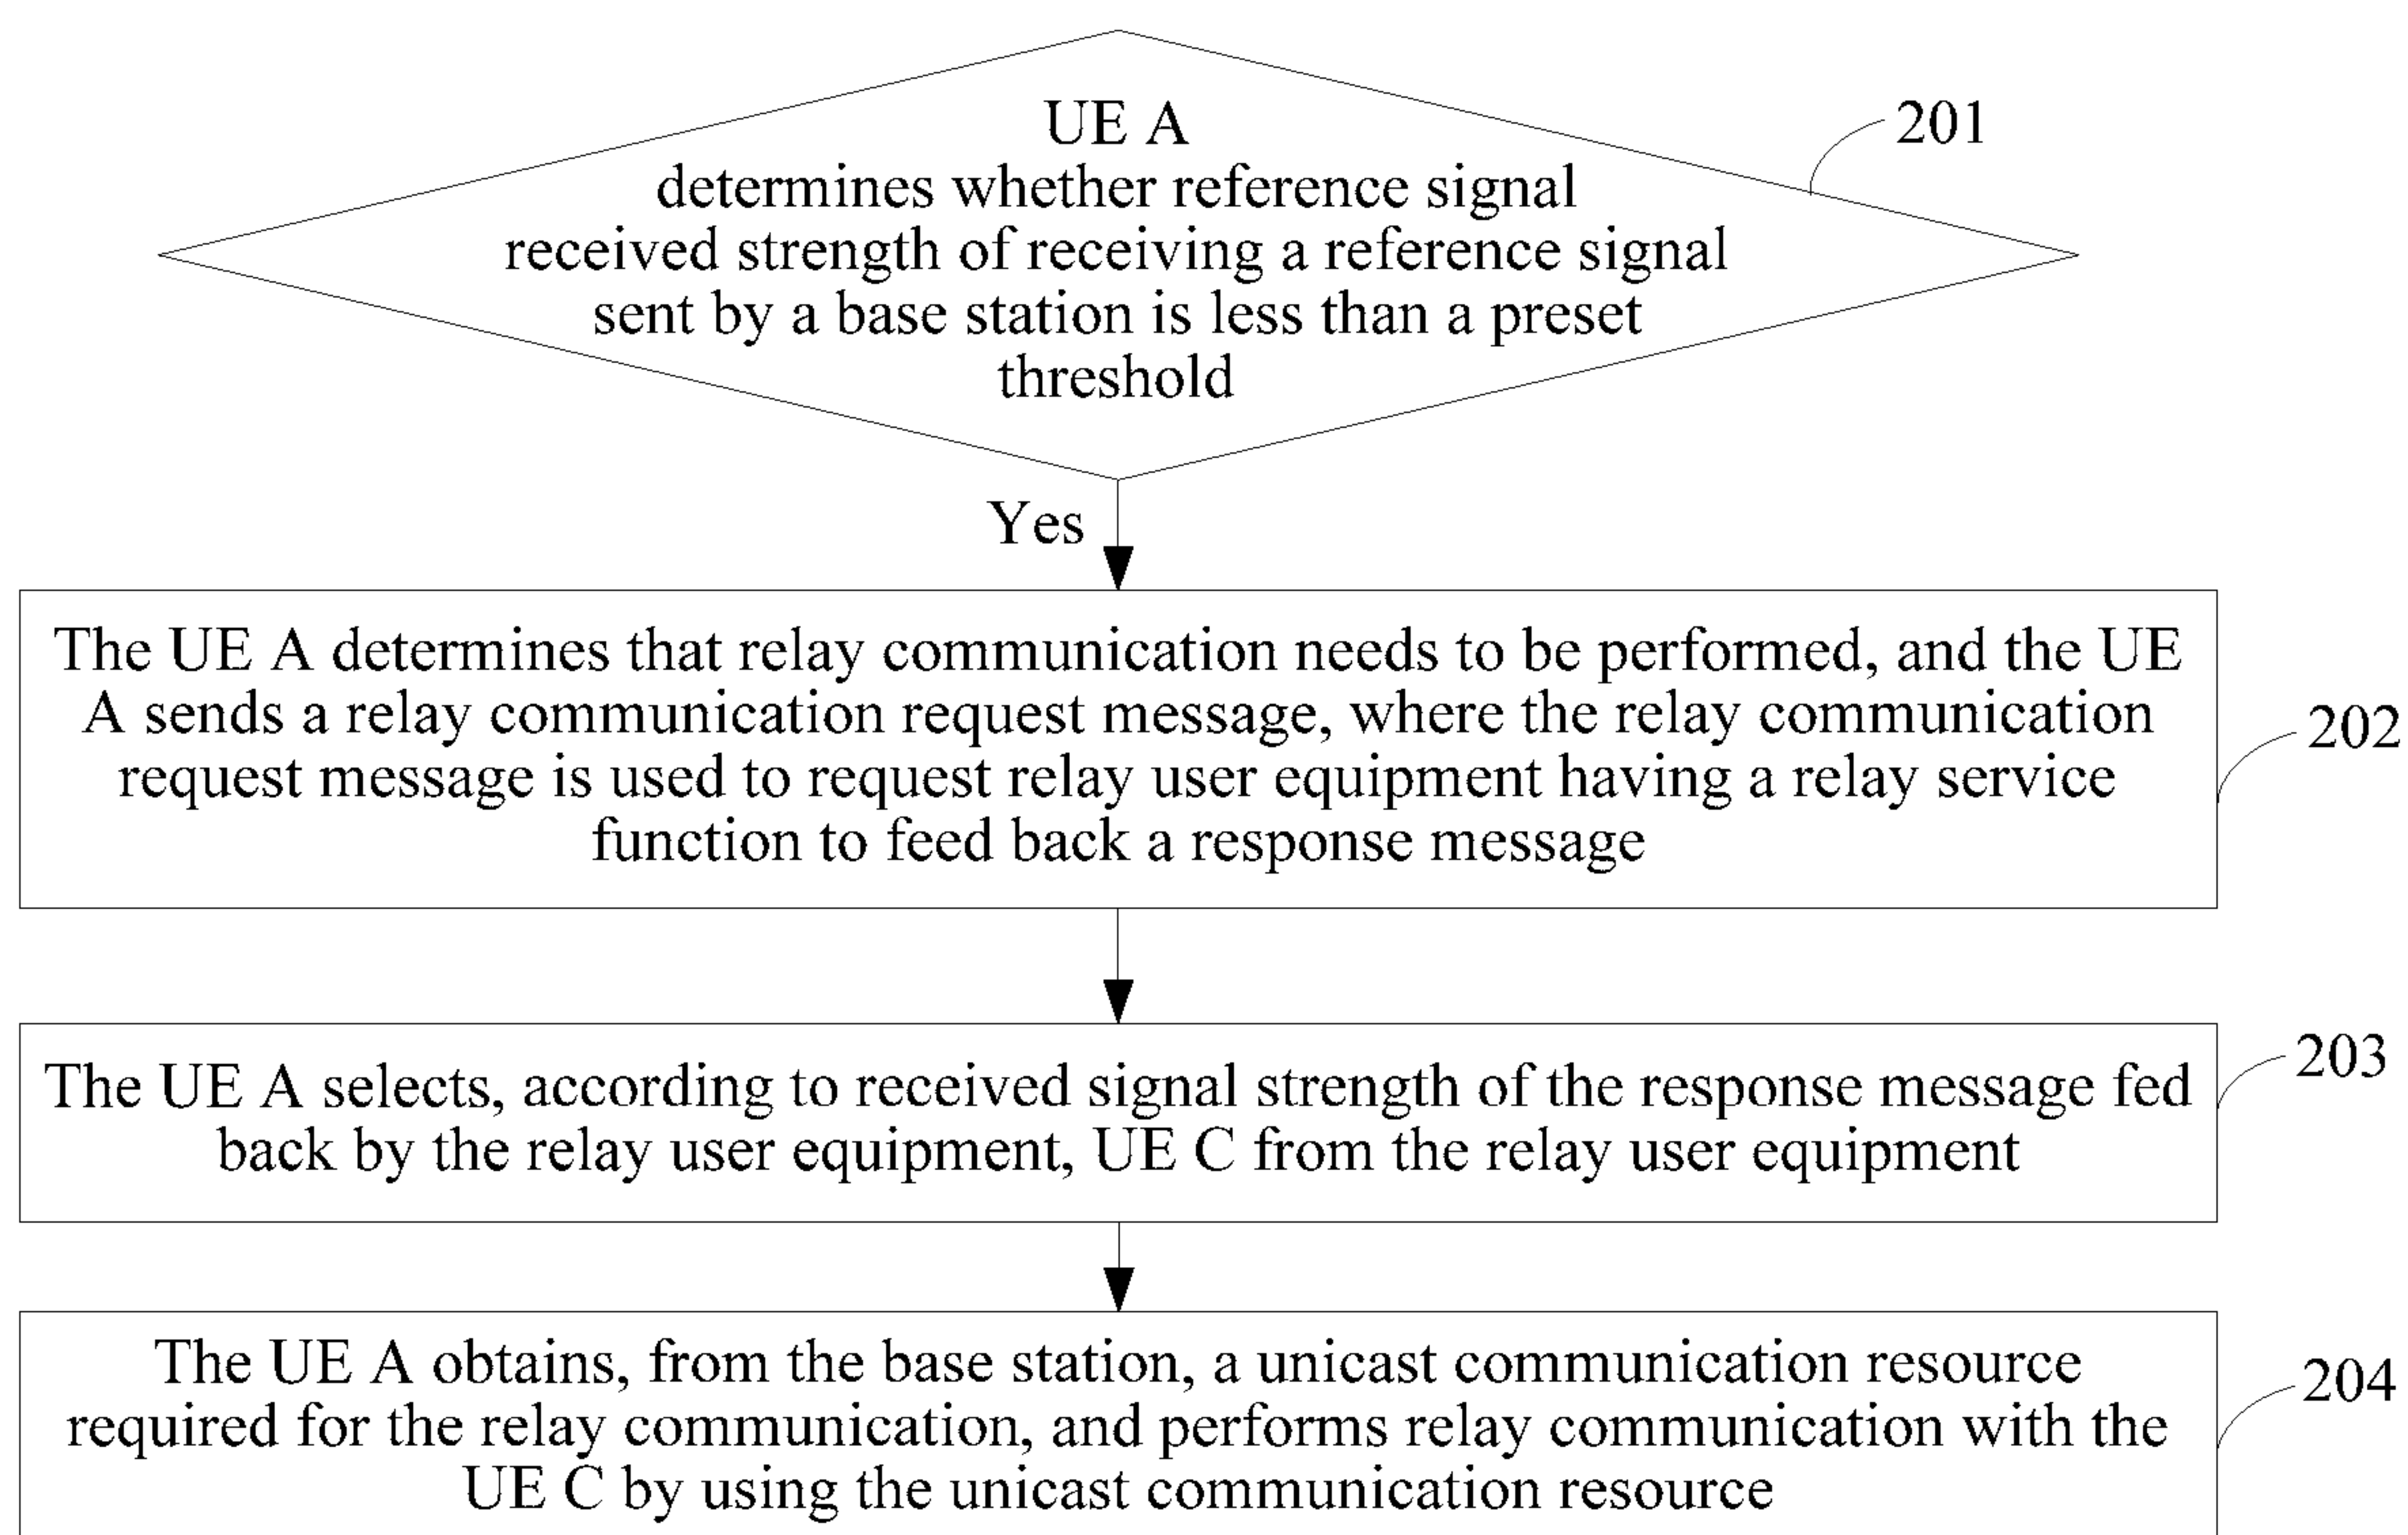 UE A
determines whether reference signal
received strength of receiving a reference signal
sent by a base station is less than a preset
threshold
201
Yes
The UE A determines that relay communication needs to be performed, and the UE
A sends a relay communication request message, where the relay communication
request message is used to request relay user equipment having a relay service
function to feed back a response message
202
The UE A selects, according to received signal strength of the response message fed
back by the relay user equipment, UE C from the relay user equipment
203
The UE A obtains, from the base station, a unicast communication resource
required for the relay communication, and performs relay communication with the
UE C by using the unicast communication resource
204